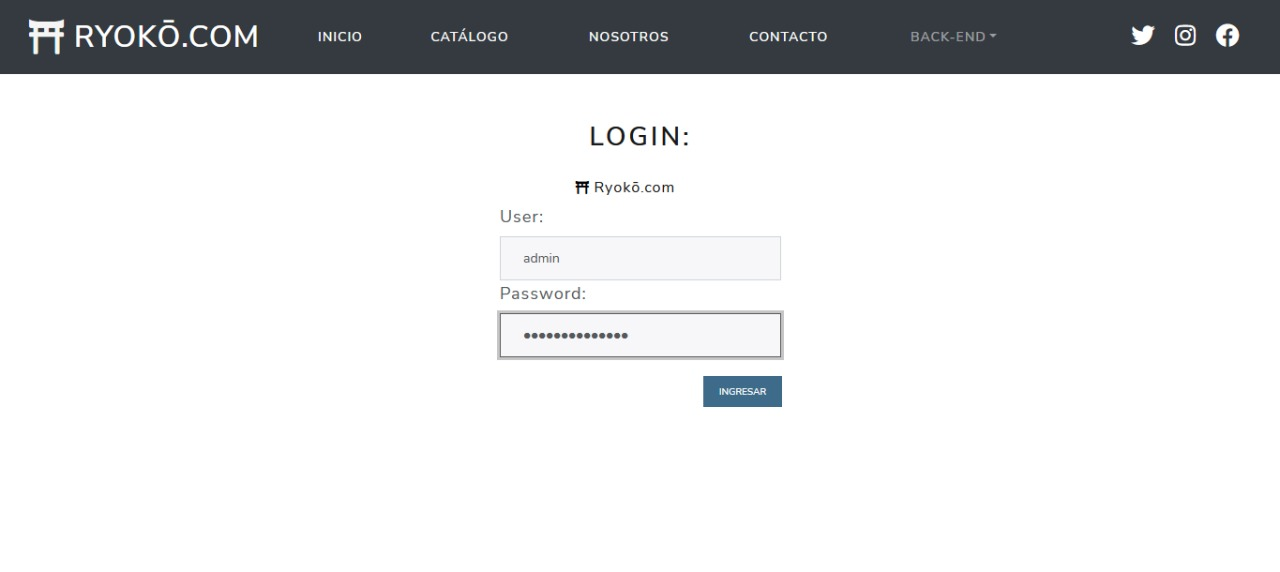 RYOKŌ.COM INICIO CATÁLOGO NOSOTROS CONTACTO BACK-END
LOGIN:
Ryokō.com
User:
admin
Password:
••••••••••••••
INGRESAR